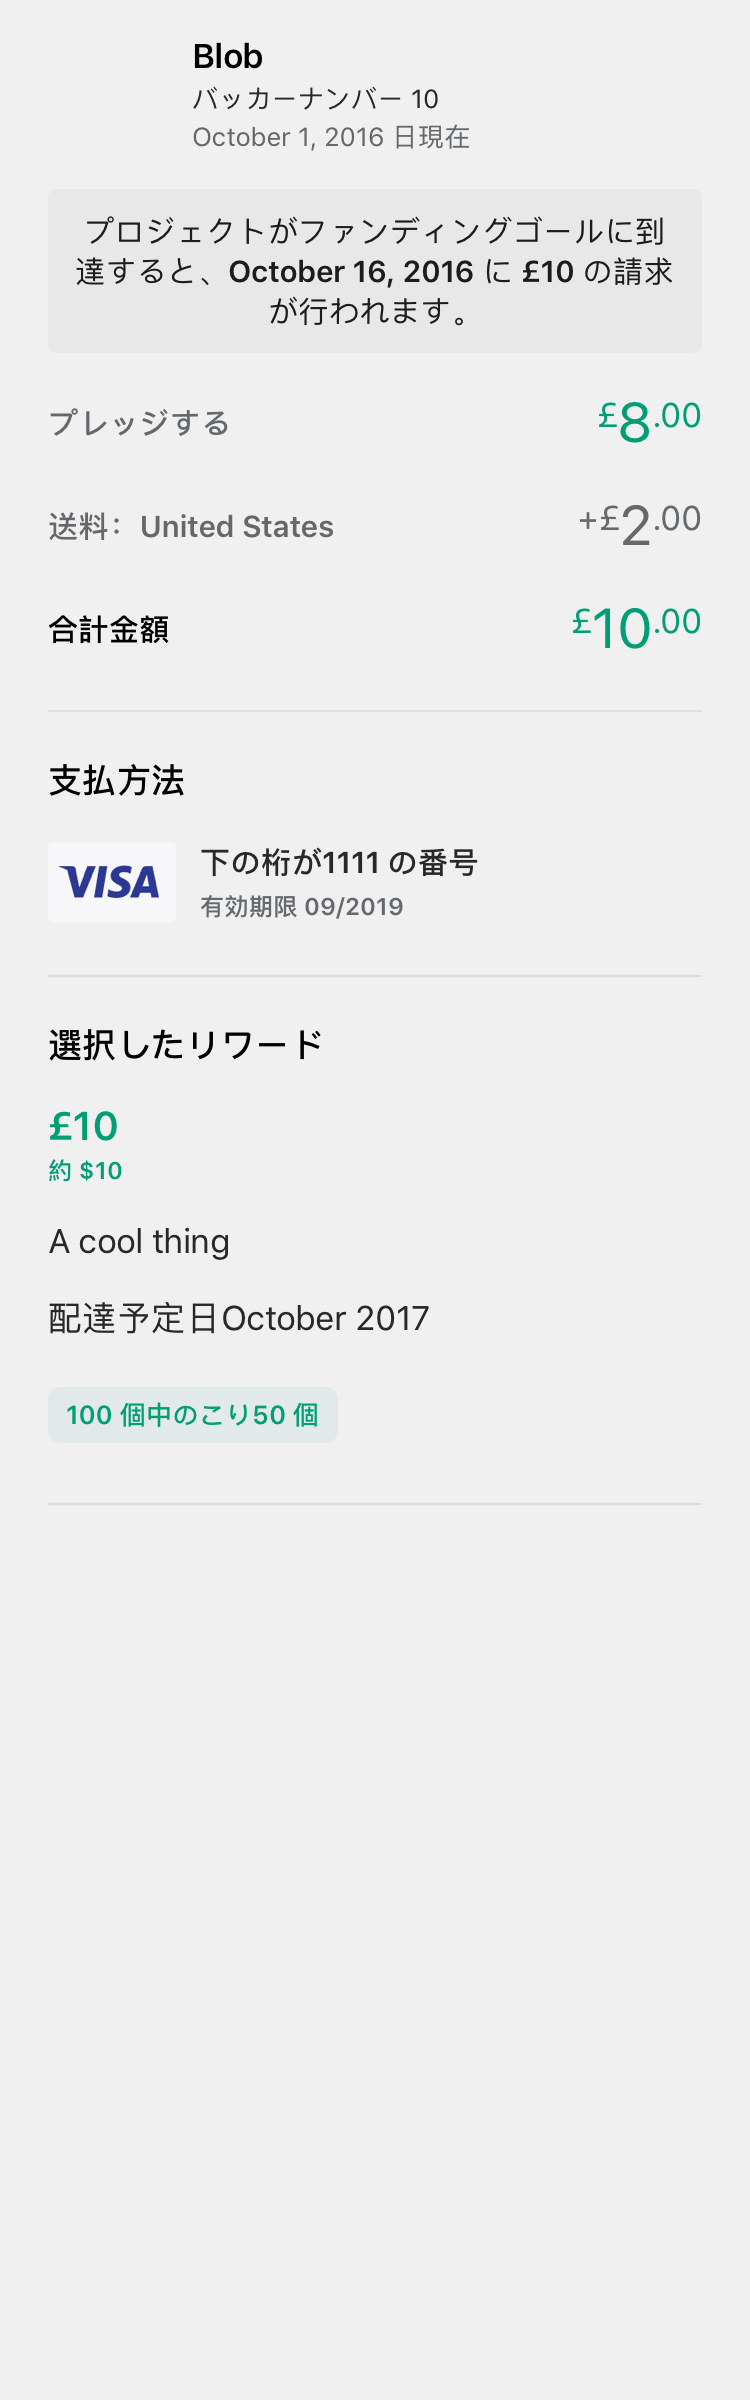 Blob
バッカーナンバー 10
October 1, 2016 日現在
プロジェクトがファンディングゴールに到
達すると、October 16, 2016 に £10 の請求
が行われます。
プレッジする
£8.00
送料：United States
+£2.00
合計金額
£10.00
支払方法
VISA
下の桁が1111 の番号
有効期限 09/2019
選択したリワード
£10
約 $10
A cool thing
配達予定日October 2017
100 個中のこり50 個